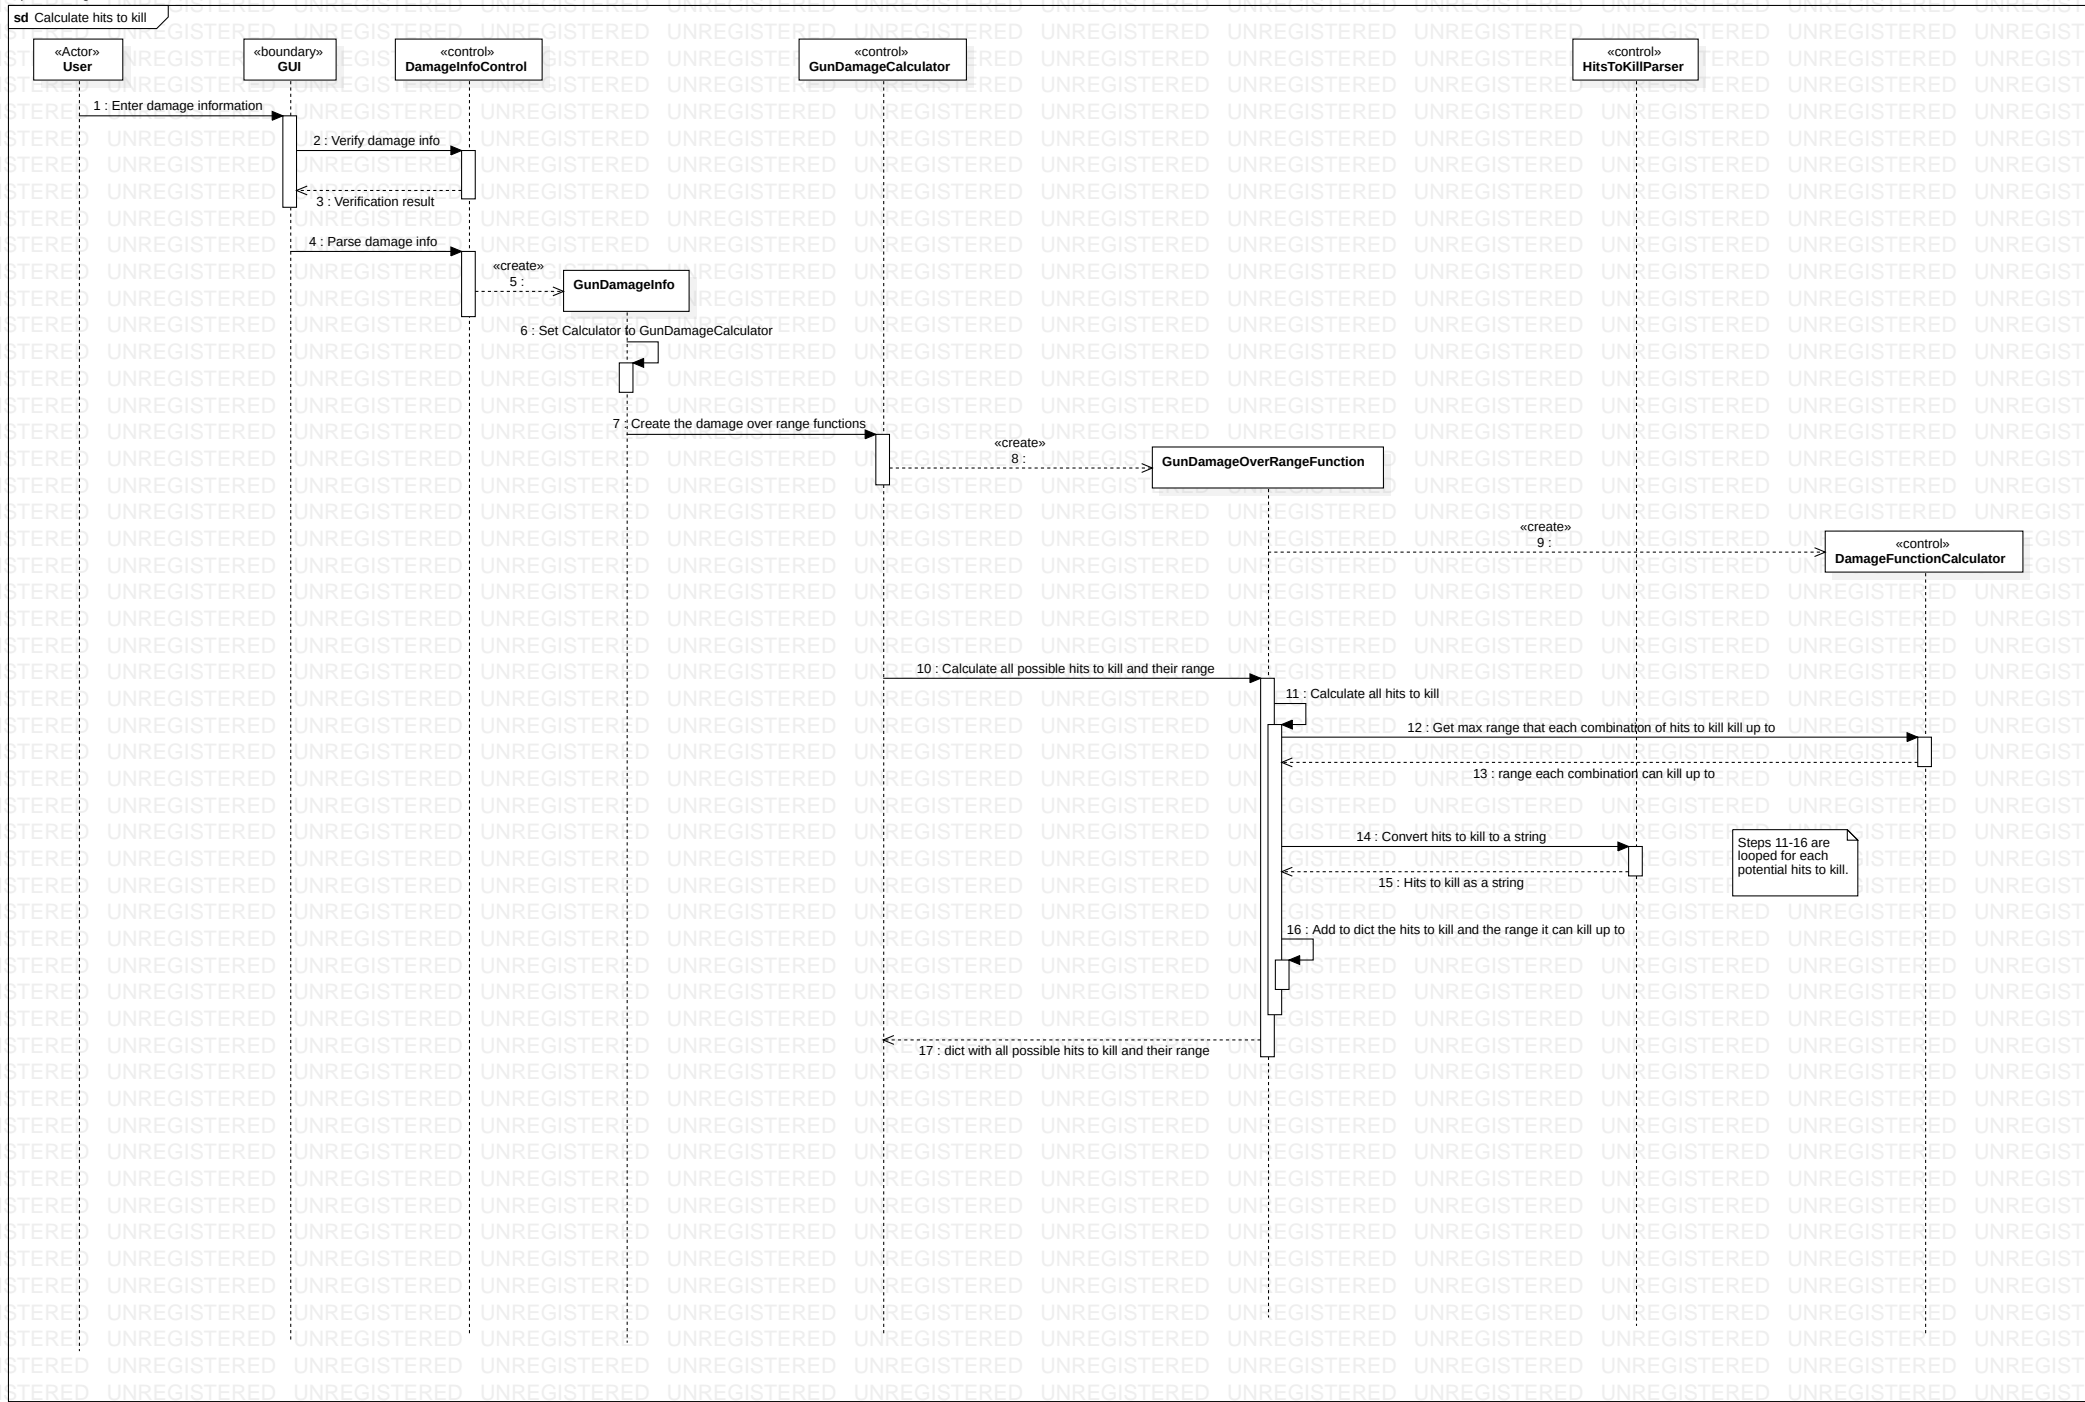 sd Calculate hits to kill
«Actor»
User
«boundary»
GUI
«control»
DamageInfoControl
«control»
GunDamageCalculator
«control»
HitsToKillParser
1 : Enter damage information
2 : Verify damage info
3 : Verification result
4 : Parse damage info
«create»
5 :
GunDamageInfo
6 : Set Calculator to GunDamageCalculator
7 : Create the damage over range functions
«create»
8 :
GunDamageOverRangeFunction
«create»
9 :
«control»
DamageFunctionCalculator
10 : Calculate all possible hits to kill and their range
11 : Calculate all hits to kill
12 : Get max range that each combination of hits to kill kill up to
13 : range each combination can kill up to
14 : Convert hits to kill to a string
15 : Hits to kill as a string
Steps 11-16 are
looped for each
potential hits to kill.
16 : Add to dict the hits to kill and the range it can kill up to
17 : dict with all possible hits to kill and their range
UNREGISTERED